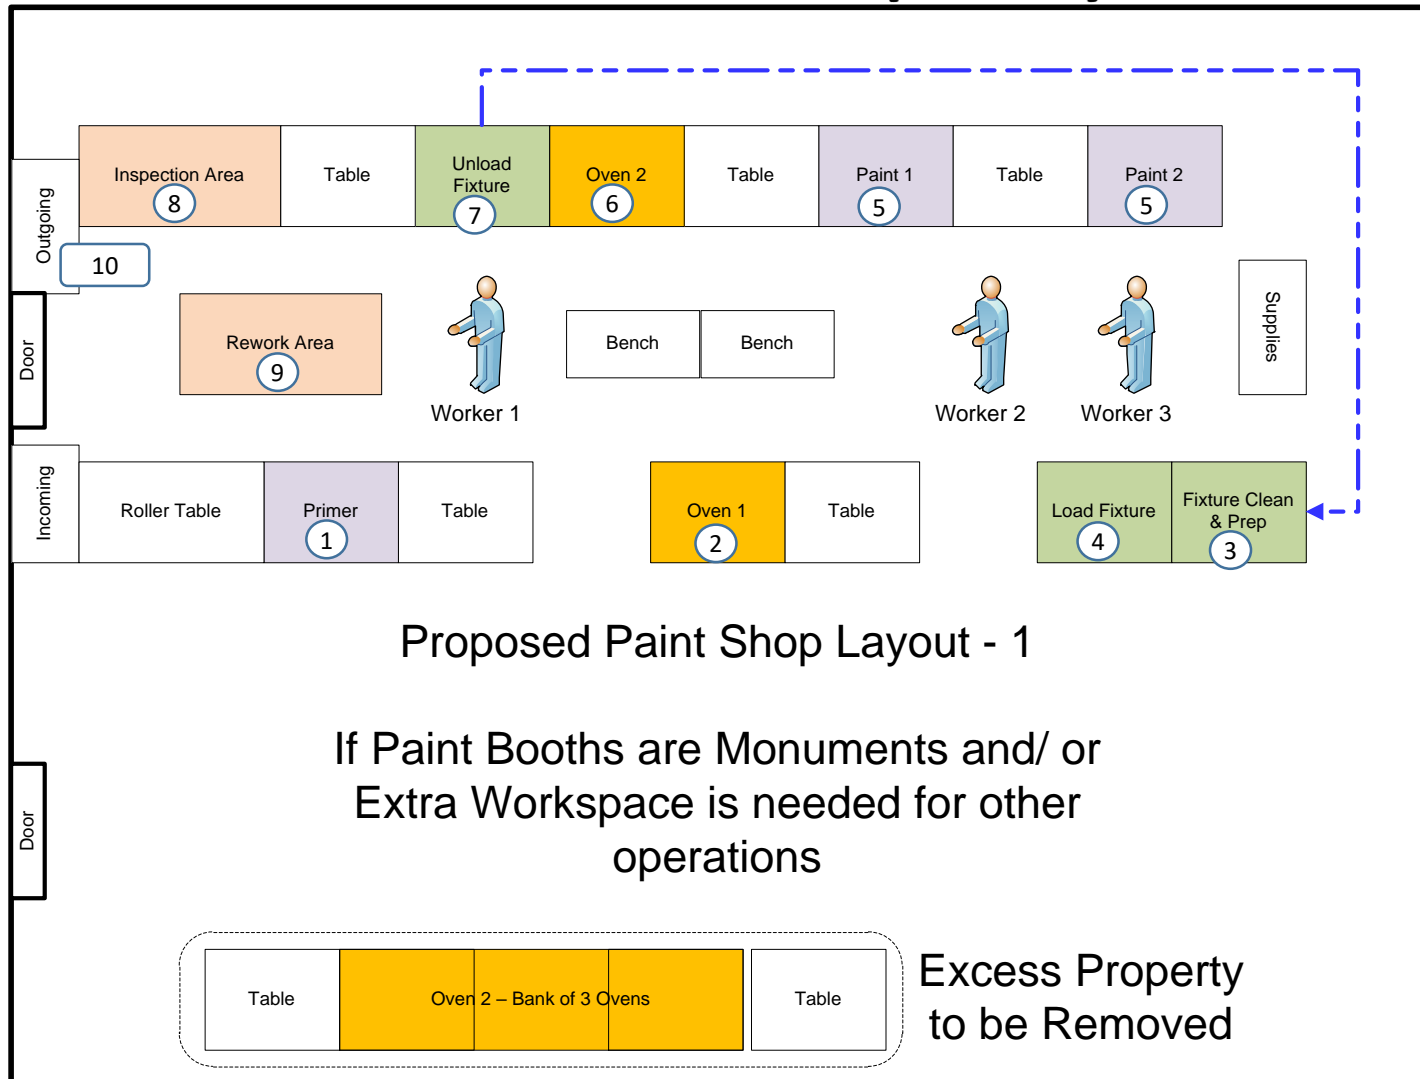 Inspection Area
8
Table
Unload
Fixture
7
Oven 2
6
Table
Paint 1
5
Table
Paint 2
5
Outgoing
10
Door
Rework Area
9
Worker 1
Bench
Bench
Worker 2
Worker 3
Supplies
Incoming
Roller Table
Primer
1
Table
Oven 1
2
Table
Load Fixture
4
Fixture Clean
& Prep
3
Proposed Paint Shop Layout - 1
If Paint Booths are Monuments and/ or
Extra Workspace is needed for other
operations
Door
Table
Oven 2 – Bank of 3 Ovens
Table
Excess Property
to be Removed